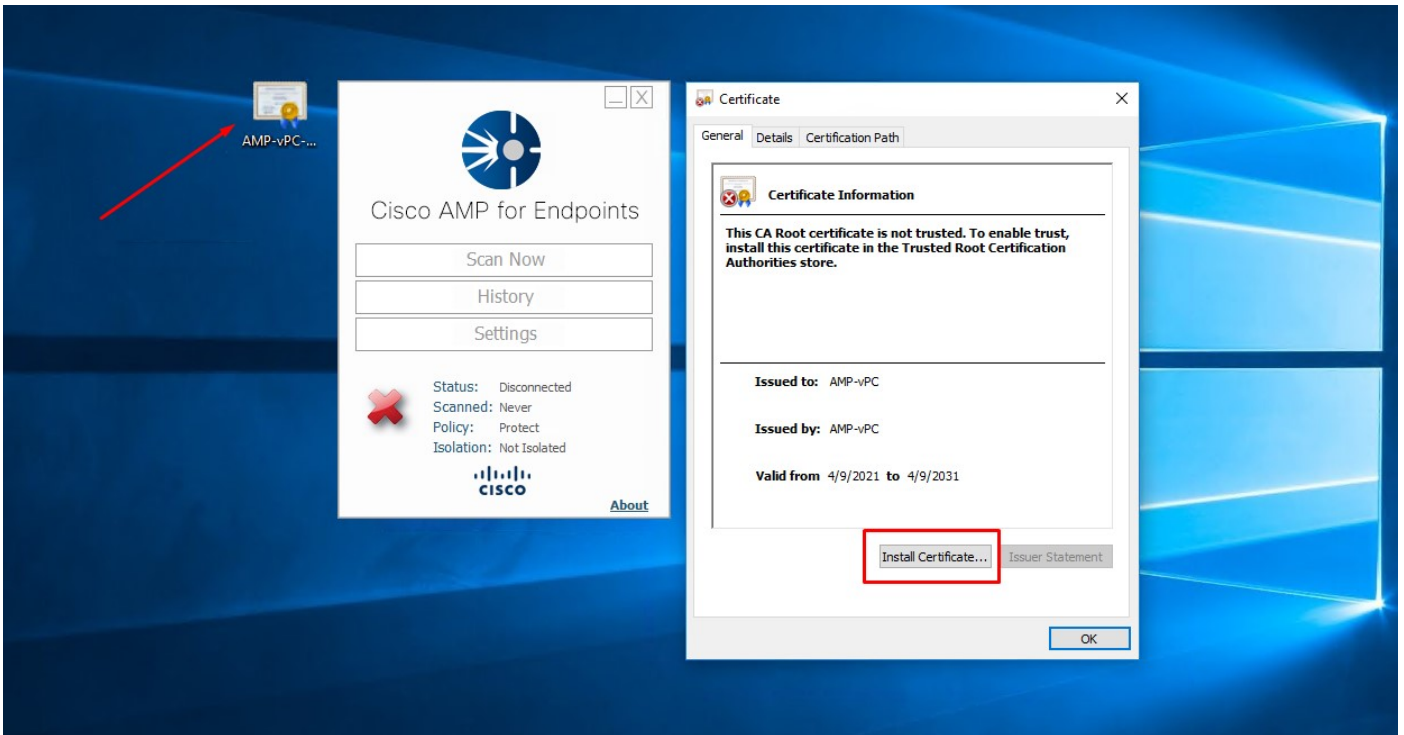 AMP-vPC-...
Cisco AMP for Endpoints
Scan Now
History
Settings
Status: Disconnected
Scanned: Never
Policy: Protect
Isolation: Not Isolated
CISCO
About
Certificate
General Details Certification Path
Certificate Information
This CA Root certificate is not trusted. To enable trust,
install this certificate in the Trusted Root Certification
Authorities store.
Issued to: AMP-vPC
Issued by: AMP-vPC
Valid from 4/9/2021 to 4/9/2031
Install Certificate... Issuer Statement
OK